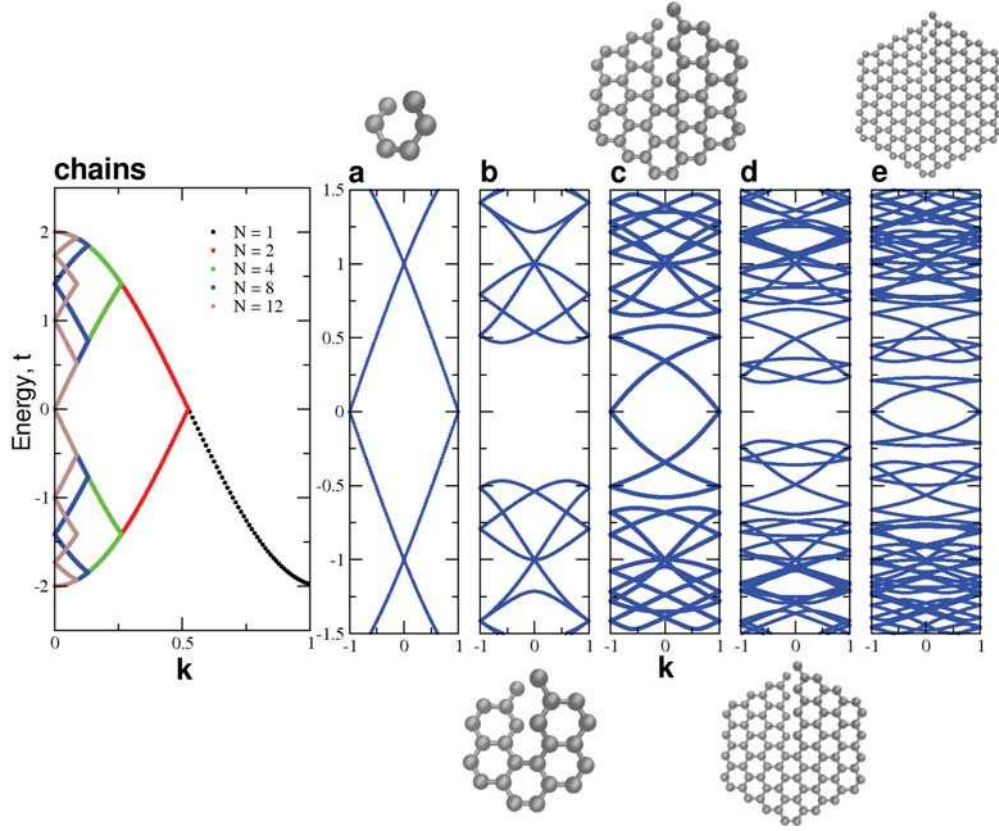 chains
a b c d e
N = 1
N = 2
N = 4
N = 8
N = 12
Energy, t
2
1
0
-1
-2
0 0.5 1
k
1.5
1
0.5
0
-0.5
-1
-1.5
-1 0 1
-1 0 1
-1 0 1
-1 0 1
-1 0 1
k